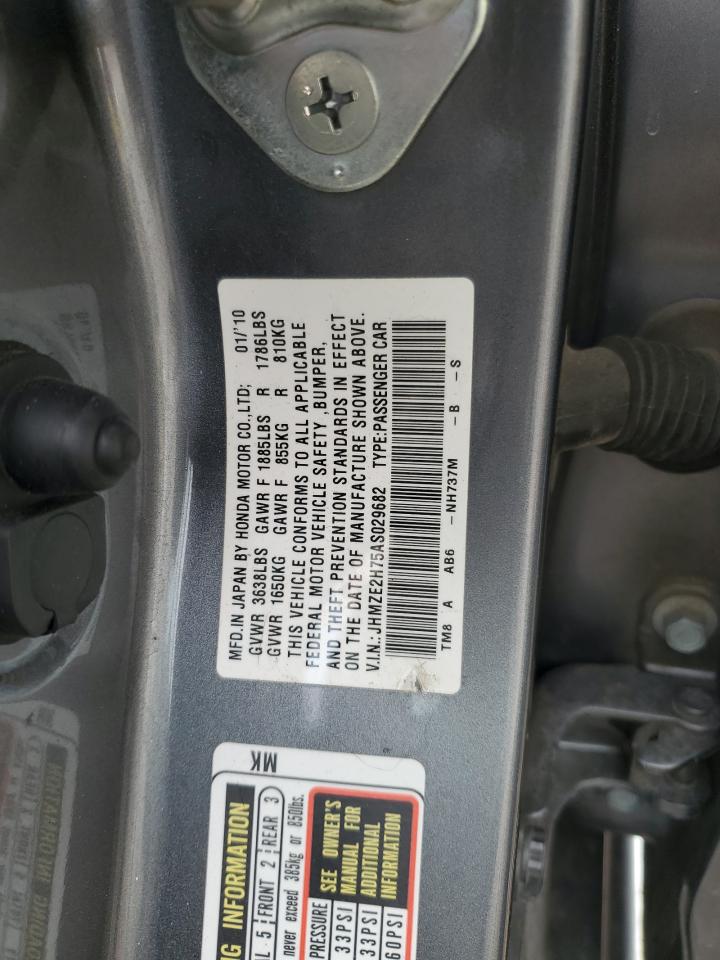 MFD.IN JAPAN BY HONDA MOTOR CO.,LTD; 01/'10
GVWR 3638LBS GAWR F 1885LBS R 1786LBS
GVWR 1650KG GAWR F 855KG R 810KG
THIS VEHICLE CONFORMS TO ALL APPLICABLE
FEDERAL MOTOR VEHICLE SAFETY ,BUMPER,
AND THEFT PREVENTION STANDARDS IN EFFECT
ON THE DATE OF MANUFACTURE SHOWN ABOVE.
V.I.N.:JHMZE2H75AS029682 TYPE:PASSENGER CAR
TM8 A AB6 -NH737M -B -S
MK
INFORMATION
5 FRONT 2 REAR 3
never exceed 385kg or 850lbs.
PRESSURE SEE OWNER'S
33PSI MANUAL FOR
33PSI ADDITIONAL
60PSI INFORMATION